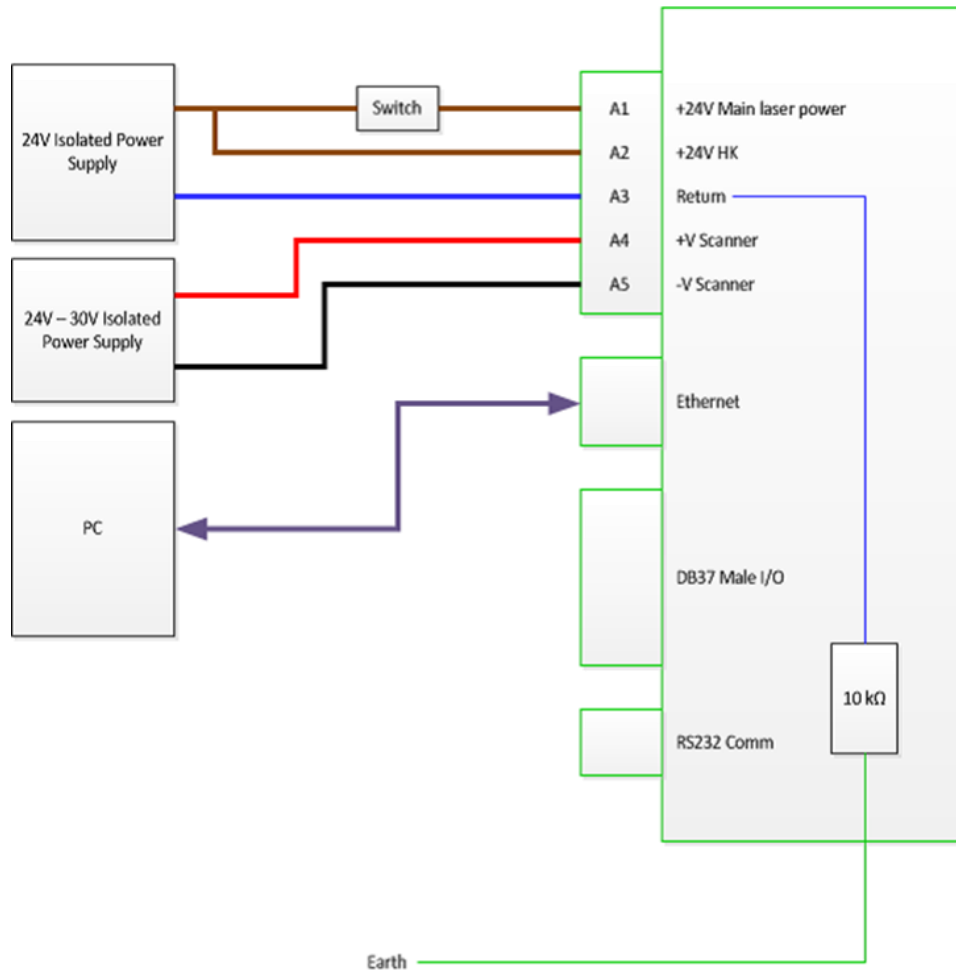 24V Isolated Power
Supply
Switch
A1
+24V Main laser power
A2
+24V HK
A3
Return
A4
+V Scanner
A5
-V Scanner
24V – 30V Isolated
Power Supply
Ethernet
PC
DB37 Male I/O
10 kΩ
RS232 Comm
Earth